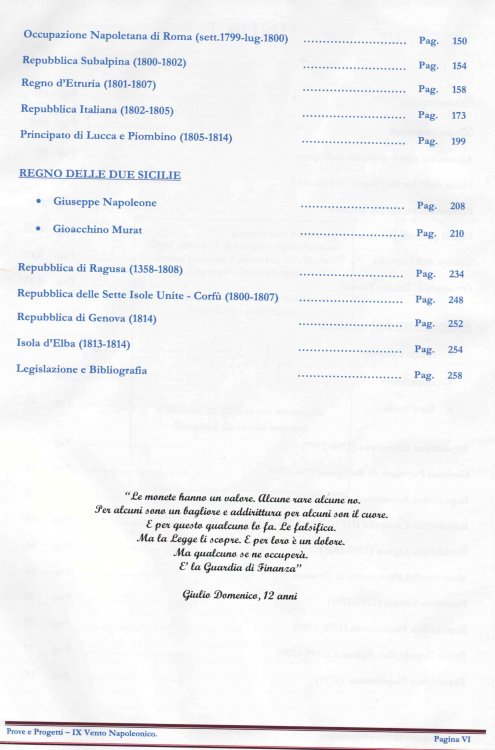 Occupazione Napoletana di Roma (sett.1799-lug.1800) ............................ Pag. 150
Repubblica Subalpina (1800-1802) ............................ Pag. 154
Regno d'Etruria (1801-1807) ............................ Pag. 158
Repubblica Italiana (1802-1805) ............................ Pag. 173
Principato di Lucca e Piombino (1805-1814) ............................ Pag. 199
REGNO DELLE DUE SICILIE
• Giuseppe Napoleone ............................ Pag. 208
• Gioacchino Murat ............................ Pag. 210
Repubblica di Ragusa (1358-1808) ............................ Pag. 234
Repubblica delle Sette Isole Unite - Corfù (1800-1807) ............................ Pag. 248
Repubblica di Genova (1814) ............................ Pag. 252
Isola d'Elba (1813-1814) ............................ Pag. 254
Legislazione e Bibliografia ............................ Pag. 258
"Le monete hanno un valore. Alcune rare alcune no.
Per alcuni sono un bagliore e addirittura per alcuni son il cuore.
E per questo qualcuno lo fa. Le falsifica.
Ma la Legge li scopre. E per loro è un dolore.
Ma qualcuno se ne occuperà.
E' la Guardia di Finanza"
Giulio Domenico, 12 anni
Prove e Progetti – IX Vento Napoleonico.
Pagina VI